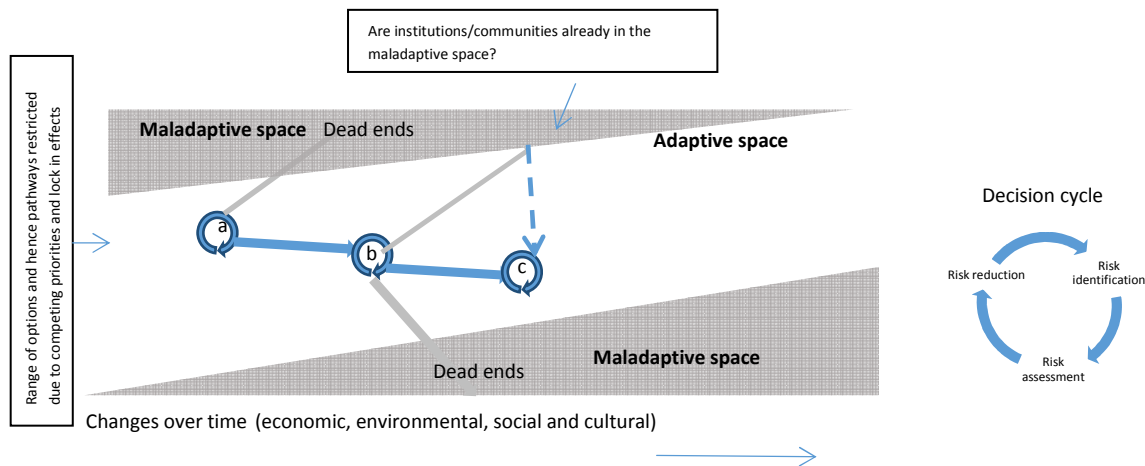 Are institutions/communities already in the
maladaptive space?
Range of options and hence pathways restricted
due to competing priorities and lock in effects
Maladaptive space
Dead ends
Adaptive space
a
b
c
Maladaptive space
Dead ends
Changes over time (economic, environmental, social and cultural)
Decision cycle
Risk reduction
Risk
identification
Risk
assessment